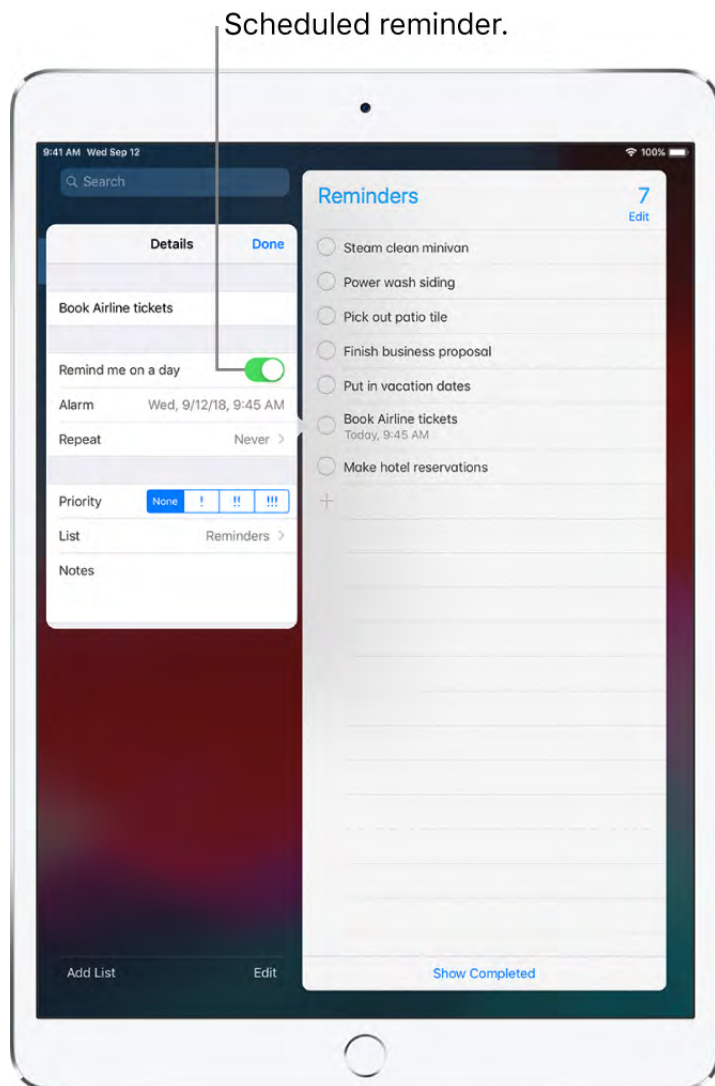 Scheduled reminder.
9:41 AM Wed Sep 12
100%
Search
Details
Done
Book Airline tickets
Remind me on a day
Alarm
Wed, 9/12/18, 9:45 AM
Repeat
Never >
Priority
None ! !! !!!
List
Reminders >
Notes
Add List
Edit
Reminders
7
Edit
Steam clean minivan
Power wash siding
Pick out patio tile
Finish business proposal
Put in vacation dates
Book Airline tickets
Today, 9:45 AM
Make hotel reservations
+
Show Completed